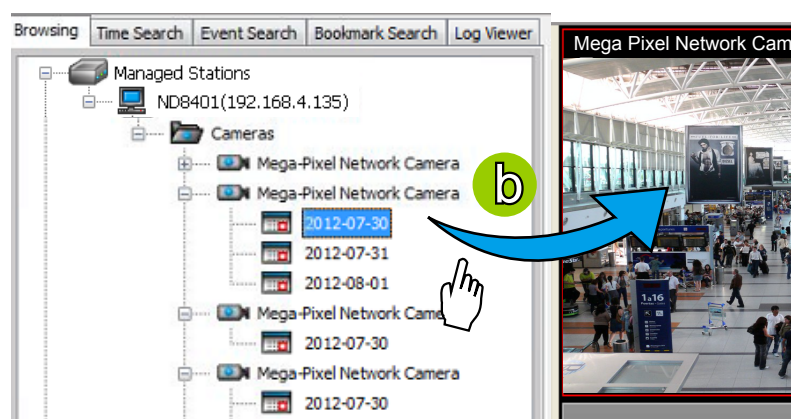 Browsing Time Search Event Search Bookmark Search Log Viewer
Mega Pixel Network Cam
Managed Stations
ND8401(192.168.4.135)
Cameras
Mega-Pixel Network Camera
Mega-Pixel Network Camera
b
2012-07-30
2012-07-31
2012-08-01
Mega-Pixel Network Came
1a16
2012-07-30
Mega-Pixel Network Camera
2012-07-30